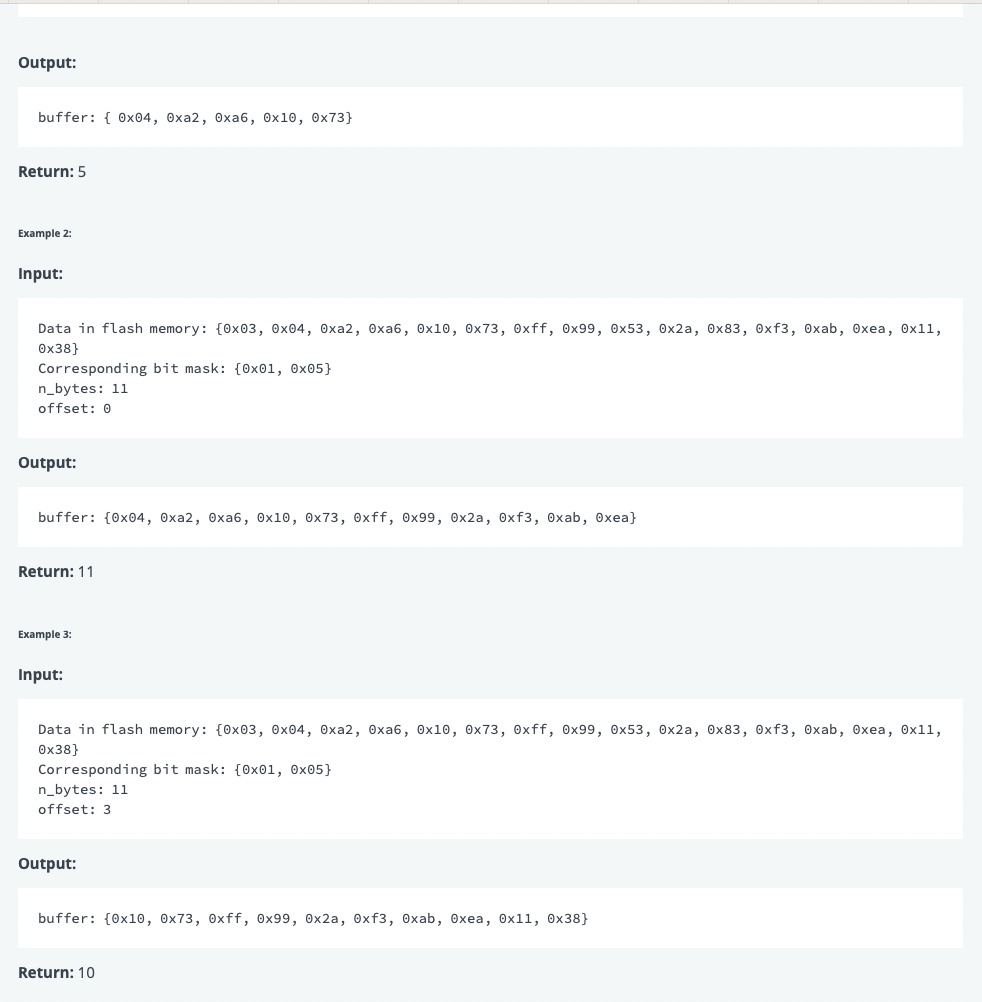 Output:
buffer: { 0x04, 0xa2, 0xa6, 0x10, 0x73}
Return: 5
Example 2:
Input:
Data in flash memory: {0x03, 0x04, 0xa2, 0xa6, 0x10, 0x73, 0xff, 0x99, 0x53, 0x2a, 0x83, 0xf3, 0xab, 0xea, 0x11,
0x38}
Corresponding bit mask: {0x01, 0x05}
n_bytes: 11
offset: 0
Output:
buffer: {0x04, 0xa2, 0xa6, 0x10, 0x73, 0xff, 0x99, 0x2a, 0xf3, 0xab, 0xea}
Return: 11
Example 3:
Input:
Data in flash memory: {0x03, 0x04, 0xa2, 0xa6, 0x10, 0x73, 0xff, 0x99, 0x53, 0x2a, 0x83, 0xf3, 0xab, 0xea, 0x11,
0x38}
Corresponding bit mask: {0x01, 0x05}
n_bytes: 11
offset: 3
Output:
buffer: {0x10, 0x73, 0xff, 0x99, 0x2a, 0xf3, 0xab, 0xea, 0x11, 0x38}
Return: 10